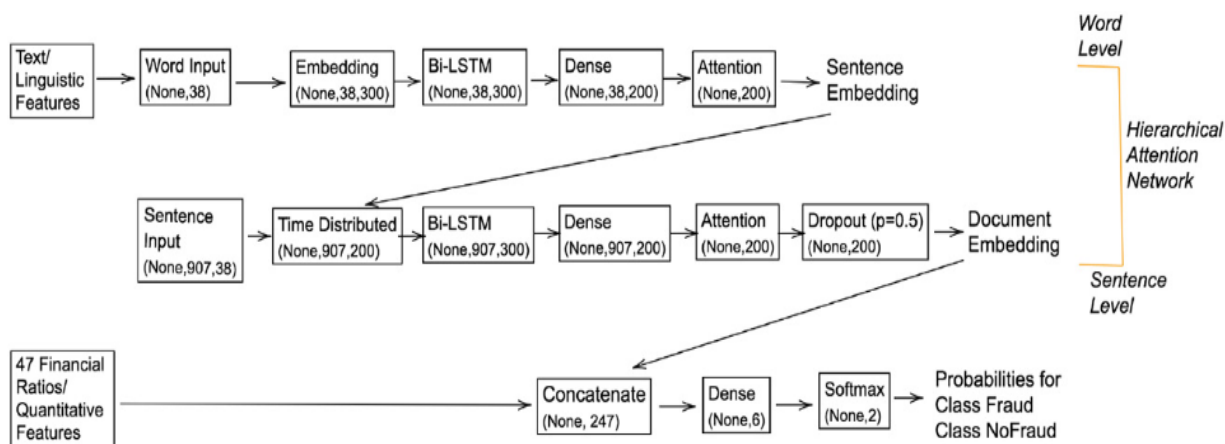 Text/
Linguistic
Features
Word Input
(None,38)
Embedding
(None,38,300)
Bi-LSTM
(None,38,300)
Dense
(None,38,200)
Attention
(None,200)
Sentence
Embedding
Word
Level
Hierarchical
Attention
Network
Sentence
Input
(None,907,38)
Time Distributed
(None,907,200)
Bi-LSTM
(None,907,300)
Dense
(None,907,200)
Attention
(None,200)
Dropout (p=0.5)
(None,200)
Document
Embedding
Sentence
Level
47 Financial
Ratios/
Quantitative
Features
Concatenate
(None, 247)
Dense
(None,6)
Softmax
(None,2)
Probabilities for
Class Fraud
Class NoFraud